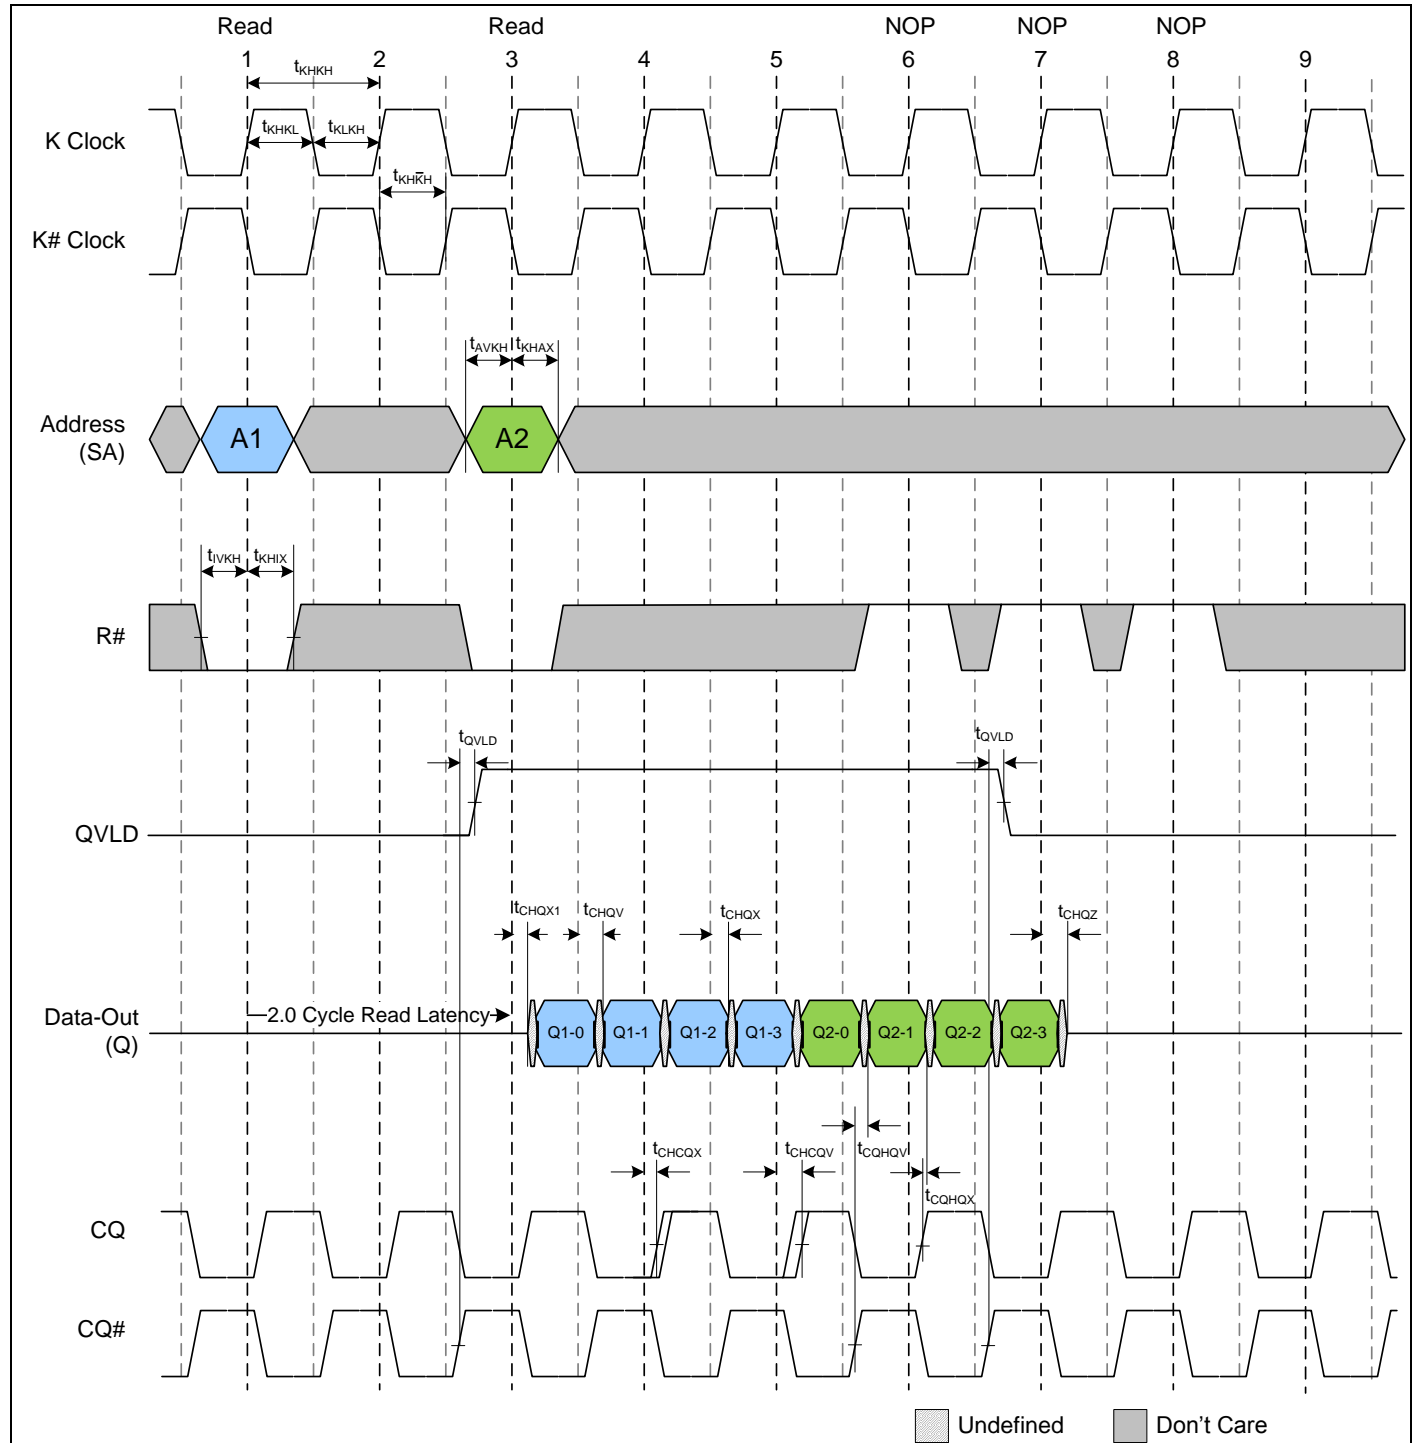 Read Read NOP NOP NOP
1 2 3 4 5 6 7 8 9
tKHKH
K Clock
tKHKL tKLKH
tKHK̅H
K# Clock
tAVKH tKHAX
Address
(SA)
A1 A2
tIVKH tKHIX
R#
tQVLD tQVLD
QVLD
tCHQX1 tCHQV tCHQX tCHQZ
Data-Out
(Q)
2.0 Cycle Read Latency
Q1-0 Q1-1 Q1-2 Q1-3 Q2-0 Q2-1 Q2-2 Q2-3
tCHCQX tCHCQV tCQHQV
tCQHQX
CQ
CQ#
Undefined Don't Care